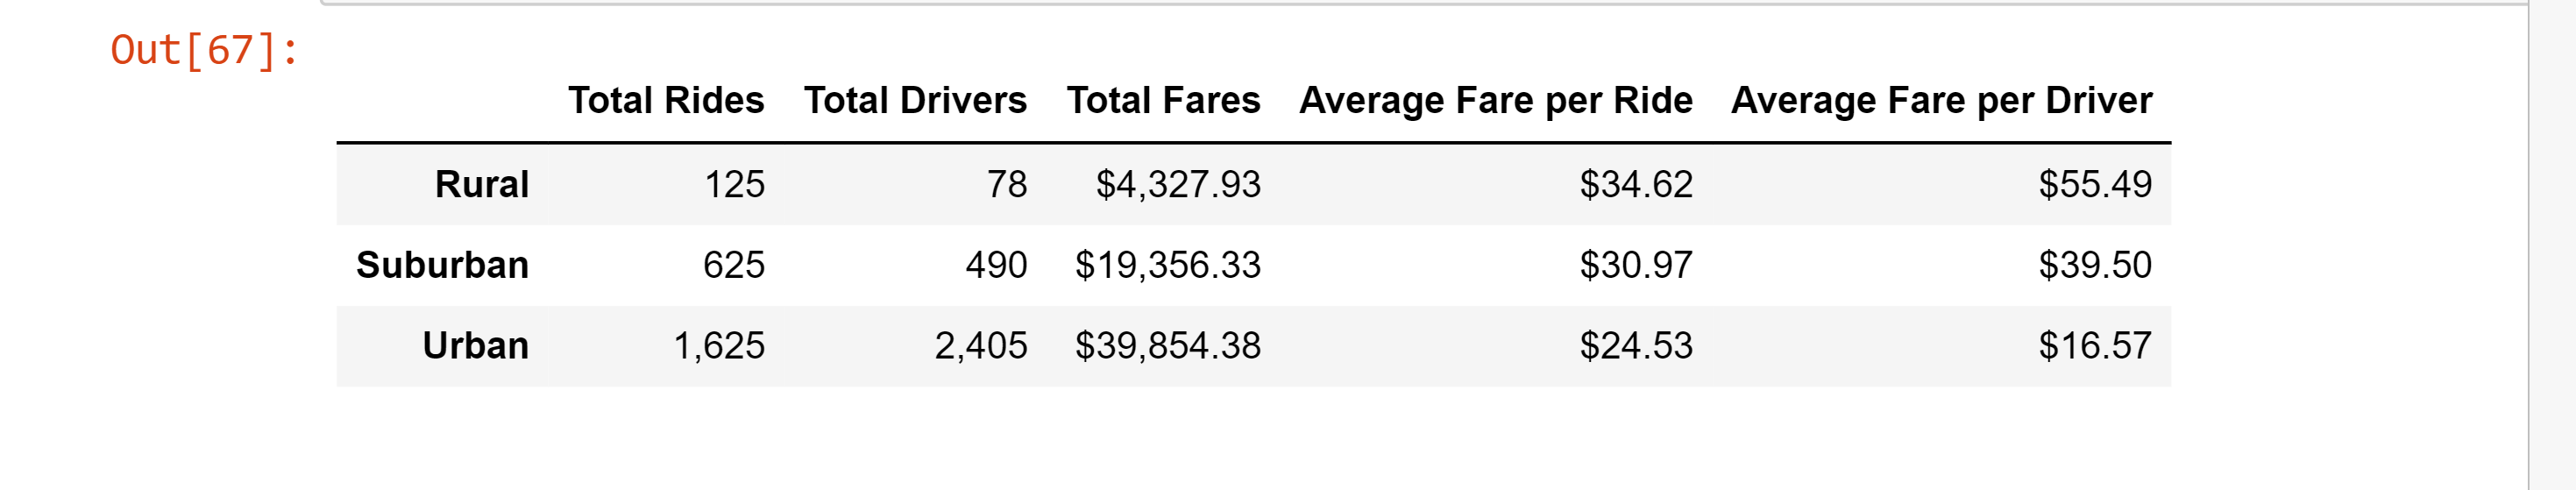 Out[67]:
Total Rides Total Drivers Total Fares Average Fare per Ride Average Fare per Driver
Rural 125 78 $4,327.93 $34.62 $55.49
Suburban 625 490 $19,356.33 $30.97 $39.50
Urban 1,625 2,405 $39,854.38 $24.53 $16.57